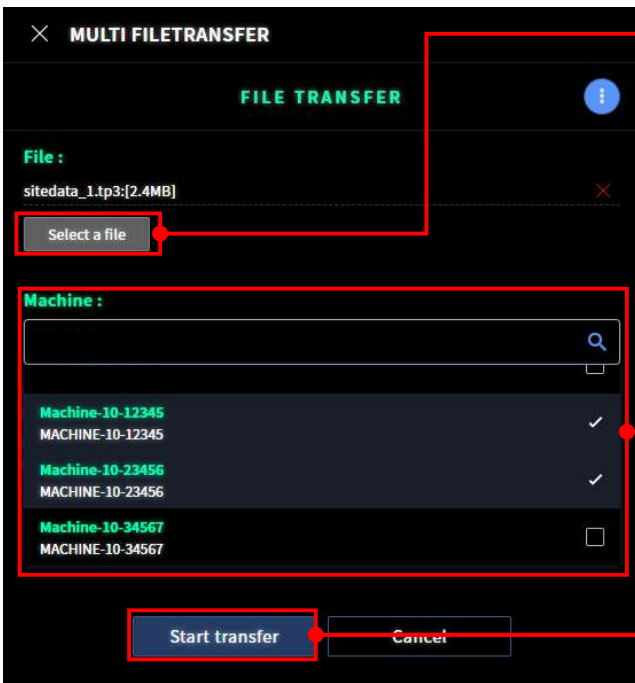 MULTI FILETRANSFER
FILE TRANSFER
File :
sitedata_1.tp3:[2.4MB]
Select a file
Machine :
Machine-10-12345
MACHINE-10-12345
Machine-10-23456
MACHINE-10-23456
Machine-10-34567
MACHINE-10-34567
Start transfer
Cancel